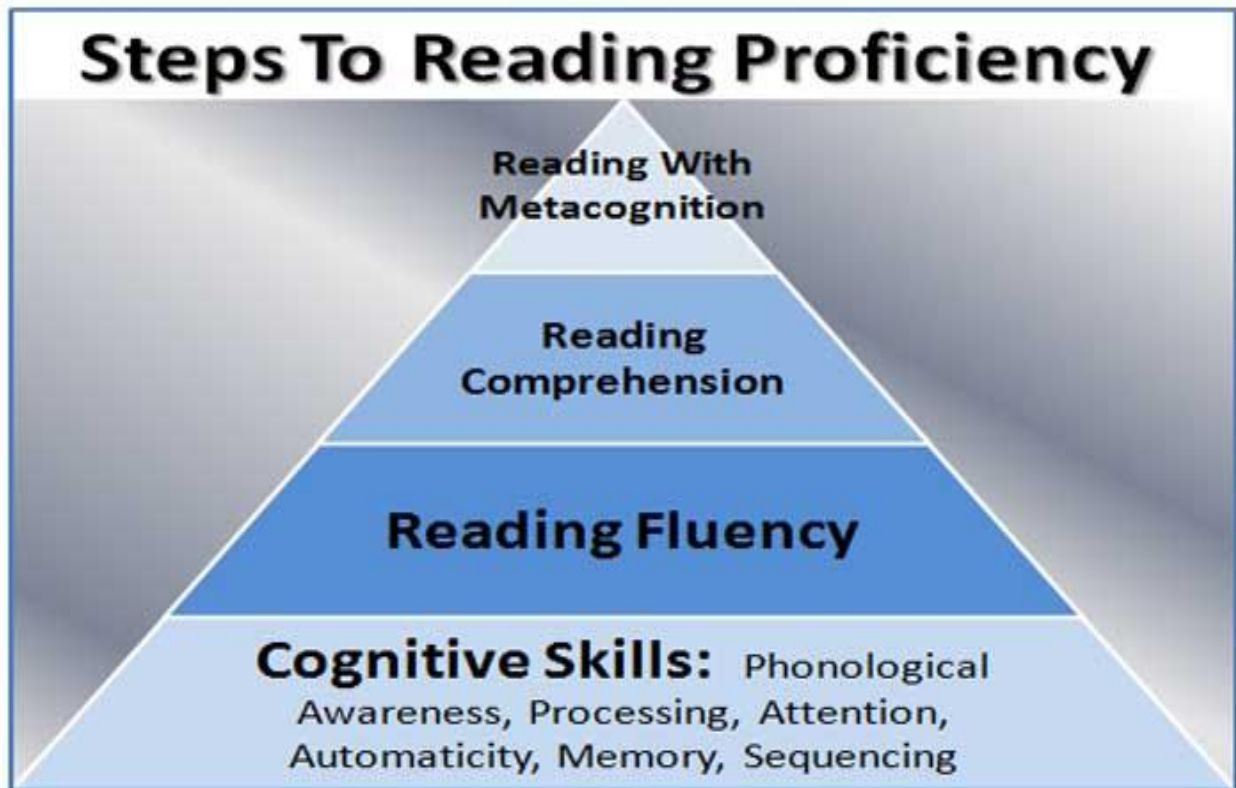 Steps To Reading Proficiency
Reading With
Metacognition
Reading
Comprehension
Reading Fluency
Cognitive Skills: Phonological
Awareness, Processing, Attention,
Automaticity, Memory, Sequencing